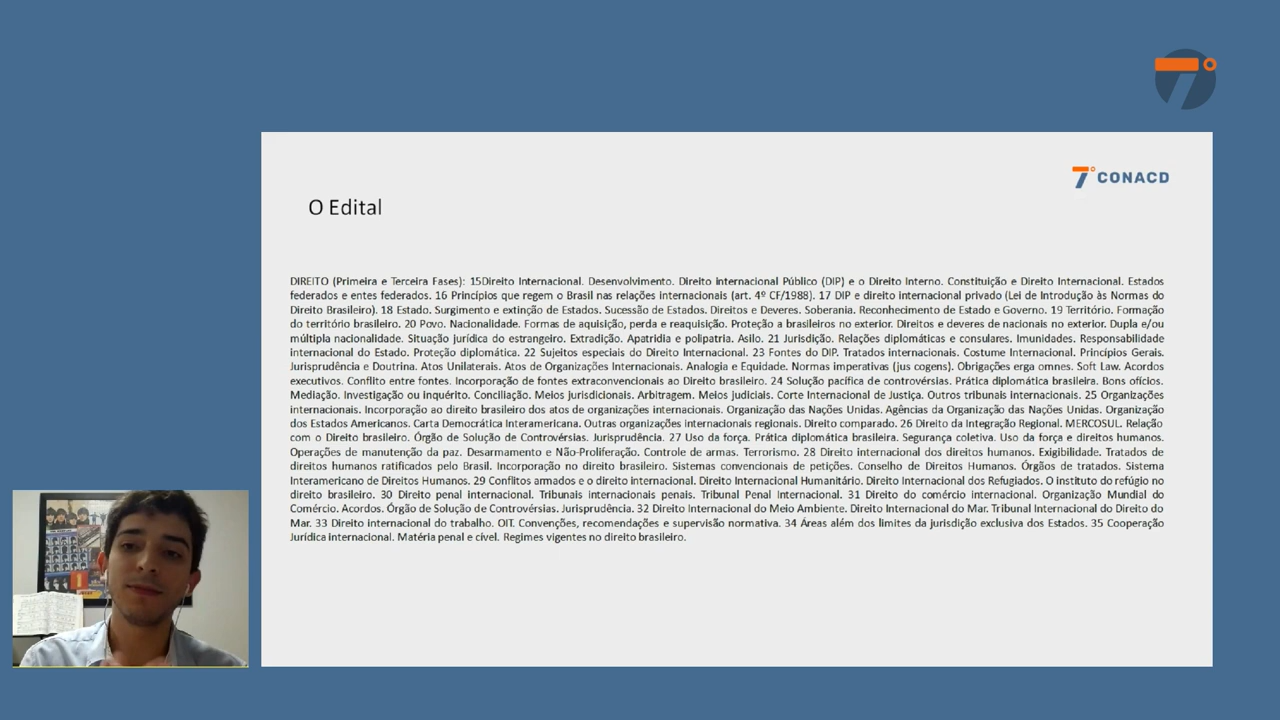 7° CONACD
O Edital
DIREITO (Primeira e Terceira Fases): 15Direito Internacional. Desenvolvimento. Direito internacional Público (DIP) e o Direito Interno. Constituição e Direito Internacional. Estados
federados e entes federados. 16 Princípios que regem o Brasil nas relações internacionais (art. 4º CF/1988). 17 DIP e direito internacional privado (Lei de Introdução às Normas do
Direito Brasileiro). 18 Estado. Surgimento e extinção de Estados. Sucessão de Estados. Direitos e Deveres. Soberania. Reconhecimento de Estado e Governo. 19 Território. Formação
do território brasileiro. 20 Povo. Nacionalidade. Formas de aquisição, perda e reaquisição. Proteção a brasileiros no exterior. Direitos e deveres de nacionais no exterior. Dupla e/ou
múltipla nacionalidade. Situação jurídica do estrangeiro. Extradição. Apatridia e polipatria. Asilo. 21 Jurisdição. Relações diplomáticas e consulares. Imunidades. Responsabilidade
internacional do Estado. Proteção diplomática. 22 Sujeitos especiais do Direito Internacional. 23 Fontes do DIP. Tratados internacionais. Costume Internacional. Princípios Gerais.
Jurisprudência e Doutrina. Atos Unilaterais. Atos de Organizações Internacionais. Analogia e Equidade. Normas imperativas (jus cogens). Obrigações erga omnes. Soft Law. Acordos
executivos. Conflito entre fontes. Incorporação de fontes extraconvencionais ao Direito brasileiro. 24 Solução pacífica de controvérsias. Prática diplomática brasileira. Bons ofícios.
Mediação. Investigação ou inquérito. Conciliação. Meios jurisdicionais. Arbitragem. Meios judiciais. Corte Internacional de Justiça. Outros tribunais internacionais. 25 Organizações
internacionais. Incorporação ao direito brasileiro dos atos de organizações internacionais. Organização das Nações Unidas. Agências da Organização das Nações Unidas. Organização
dos Estados Americanos. Carta Democrática Interamericana. Outras organizações internacionais regionais. Direito comparado. 26 Direito da Integração Regional. MERCOSUL. Relação
com o Direito brasileiro. Órgão de Solução de Controvérsias. Jurisprudência. 27 Uso da força. Prática diplomática brasileira. Segurança coletiva. Uso da força e direitos humanos.
Operações de manutenção da paz. Desarmamento e Não-Proliferação. Controle de armas. Terrorismo. 28 Direito internacional dos direitos humanos. Exigibilidade. Tratados de
direitos humanos ratificados pelo Brasil. Incorporação no direito brasileiro. Sistemas convencionais de petições. Conselho de Direitos Humanos. Órgãos de tratados. Sistema
Interamericano de Direitos Humanos. 29 Conflitos armados e o direito internacional. Direito Internacional Humanitário. Direito Internacional dos Refugiados. O instituto do refúgio no
direito brasileiro. 30 Direito penal internacional. Tribunais internacionais penais. Tribunal Penal Internacional. 31 Direito do comércio internacional. Organização Mundial do
Comércio. Acordos. Órgão de Solução de Controvérsias. Jurisprudência. 32 Direito Internacional do Meio Ambiente. Direito Internacional do Mar. Tribunal Internacional do Direito do
Mar. 33 Direito internacional do trabalho. OIT. Convenções, recomendações e supervisão normativa. 34 Áreas além dos limites da jurisdição exclusiva dos Estados. 35 Cooperação
Jurídica internacional. Matéria penal e cível. Regimes vigentes no direito brasileiro.